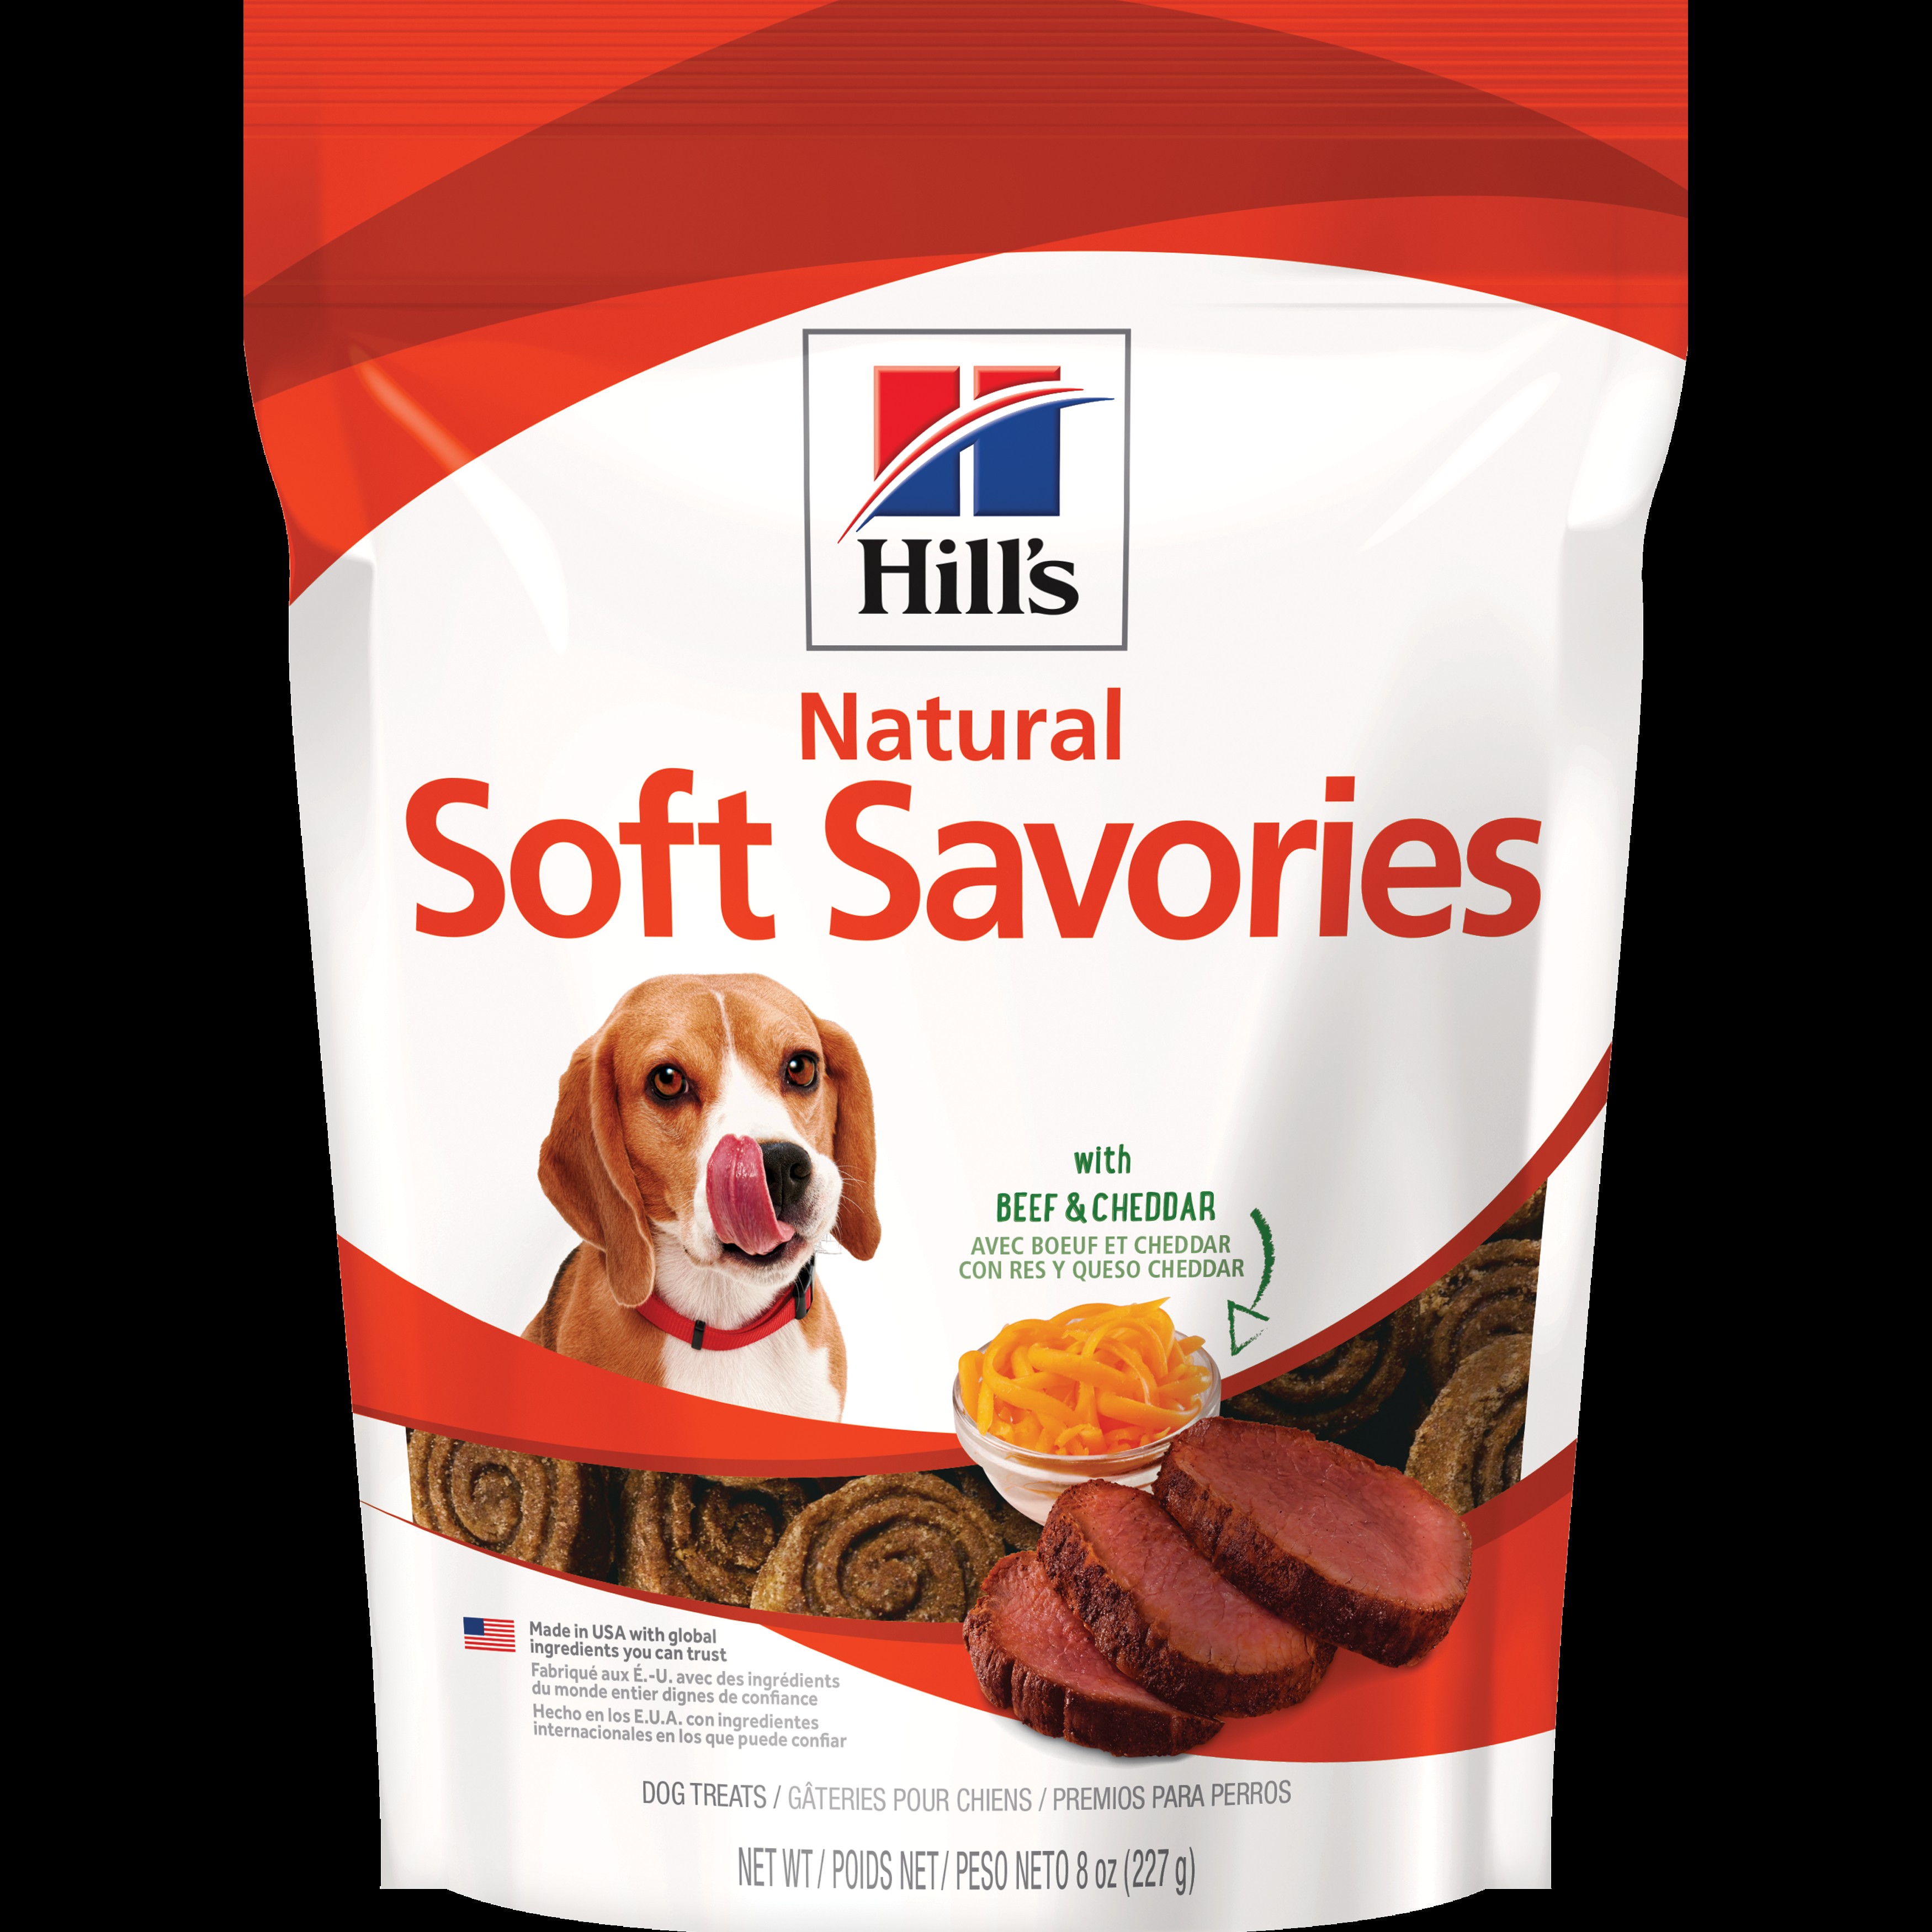 Hill's
Natural
Soft Savories
with
BEEF & CHEDDAR
AVEC BOEUF ET CHEDDAR
CON RES Y QUESO CHEDDAR
Made in USA with global
ingredients you can trust
Fabriqué aux É.-U. avec des ingrédients
du monde entier dignes de confiance
Hecho en los E.U.A. con ingredientes
internacionales en los que puede confiar
DOG TREATS / GÂTERIES POUR CHIENS / PREMIOS PARA PERROS
NET WT / POIDS NET / PESO NETO 8 oz (227 g)